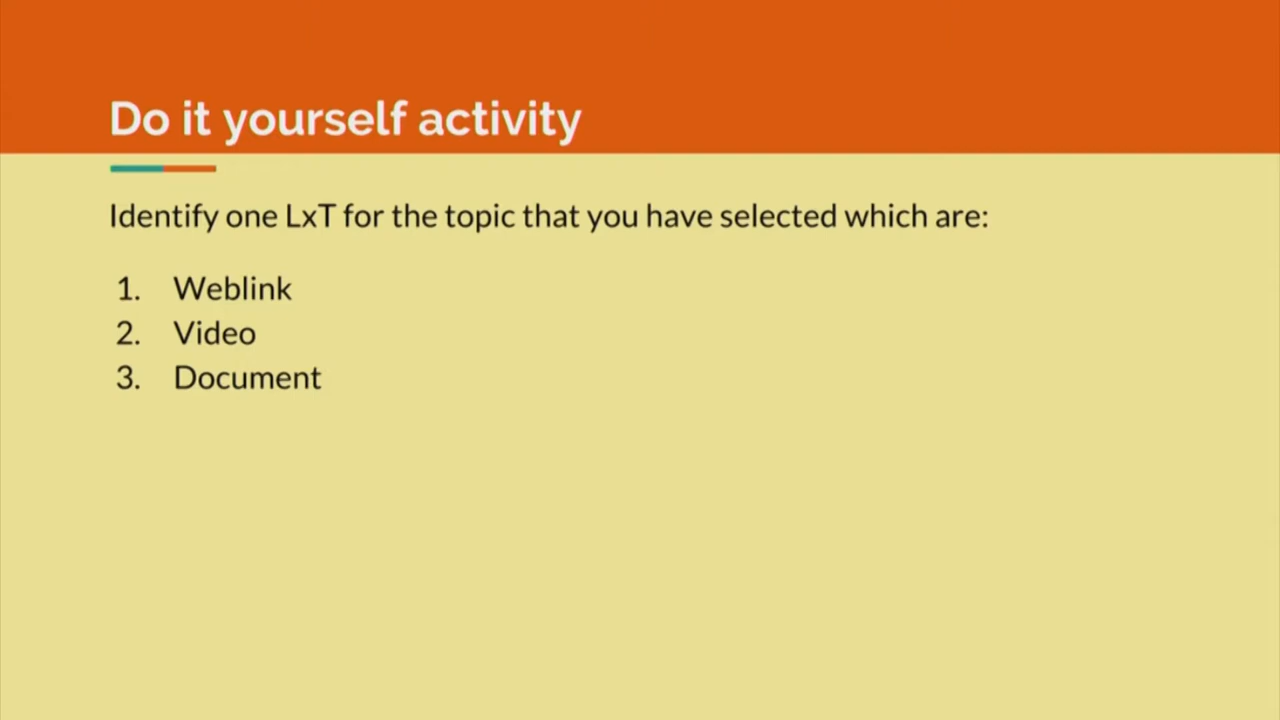 Do it yourself activity
Identify one LxT for the topic that you have selected which are:
1. Weblink
2. Video
3. Document